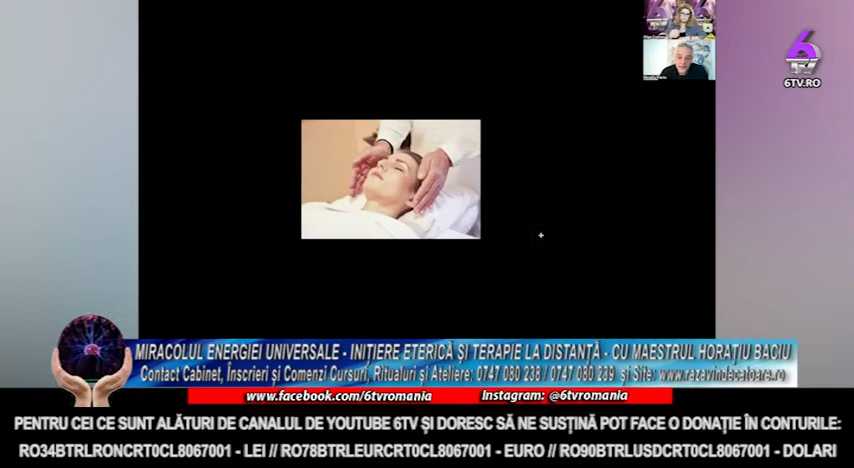 6
TV
6TV.RO
MIRACOLUL ENERGIEI UNIVERSALE - INIȚIERE ETERICĂ ȘI TERAPIE LA DISTANȚĂ - CU MAESTRUL HORAȚIU BACIU
Contact Cabinet, Înscrieri și Comenzi Cursuri, Ritualuri și Ateliere: 0747 080 238 / 0747 080 239 și Site: www.razavindecatoare.ro
www.facebook.com/6tvromania Instagram: @6tvromania
PENTRU CEI CE SUNT ALĂTURI DE CANALUL DE YOUTUBE 6TV ȘI DORESC SĂ NE SUSȚINĂ POT FACE O DONAȚIE ÎN CONTURILE:
RO34BTRLRONCRT0CL8067001 - LEI // RO78BTRLEURCRT0CL8067001 - EURO // RO90BTRLUSDCRT0CL8067001 - DOLARI